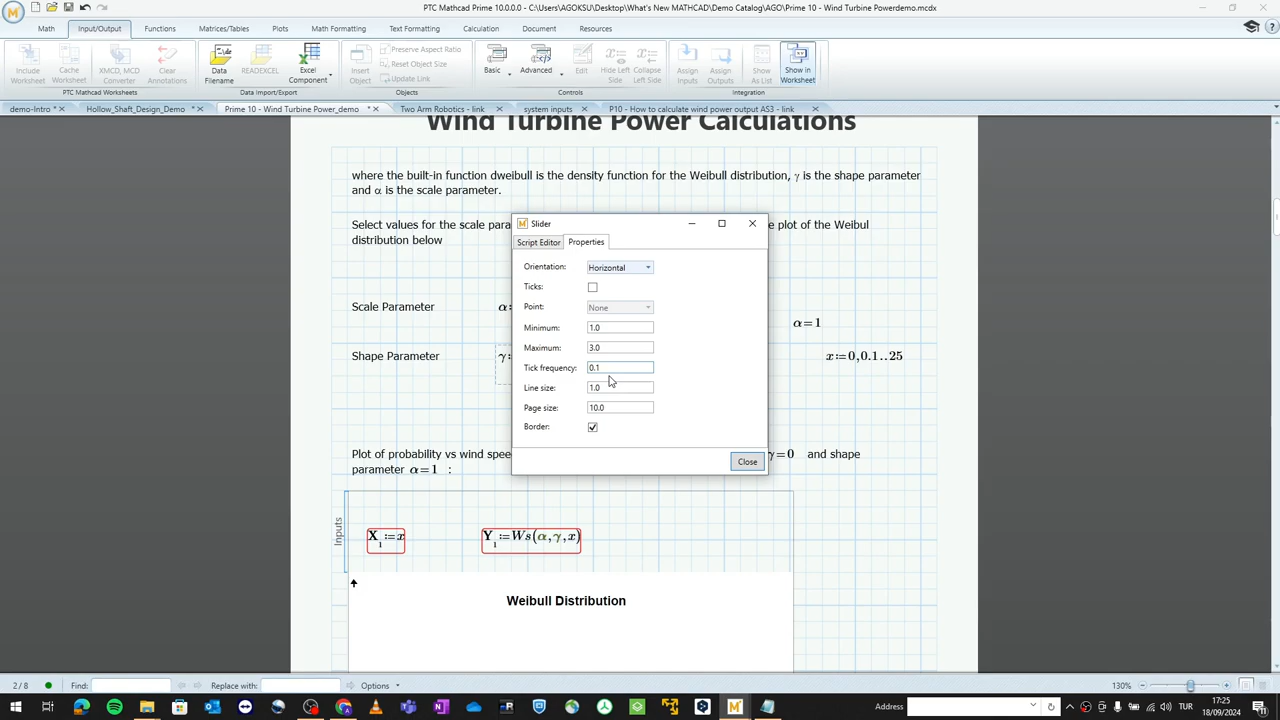 PTC Mathcad Prime 10.0.0.0 - C:\Users\AGOKSU\Desktop\What's New MATHCAD\Demo Catalog\AGO\Prime 10 - Wind Turbine Powerdemo.mcdx
Math Input/Output Functions Matrices/Tables Plots Math Formatting Text Formatting Calculation Document Resources
Include Worksheet Cache Worksheet XMCD, MCD Converter Clear Annotations Data Filename READEXCEL Excel Component Insert Object Preserve Aspect Ratio Reset Object Size Update Link Basic Advanced Edit Hide Left Side Collapse Left Assign Inputs Assign Outputs Show As List Show in Worksheet
PTC Mathcad Worksheets Data Import/Export Objects Controls Integration
demo-Intro * Hollow_Shaft_Design_Demo * Prime 10 - Wind Turbine Power_demo * Two Arm Robotics - link system inputs P10 - How to calculate wind power output AS3 - link
Wind Turbine Power Calculations
where the built-in function dweibull is the density function for the Weibull distribution, γ is the shape parameter
and α is the scale parameter.
Select values for the scale para
e plot of the Weibul
distribution below
Slider
Script Editor Properties
Orientation: Horizontal
Ticks:
Point: None
Minimum: 1.0
Maximum: 3.0
Tick frequency: 0.1
Line size: 1.0
Page size: 10.0
Border:
Close
Scale Parameter α:
α=1
Shape Parameter γ:
x:=0,0.1..25
Plot of probability vs wind spee
γ=0 and shape
parameter α=1 :
Inputs
X1:=x Y1:=Ws(α,γ,x)
Weibull Distribution
2/8 Find: Replace with: Options 130%
Address TUR 17:25
18/09/2024